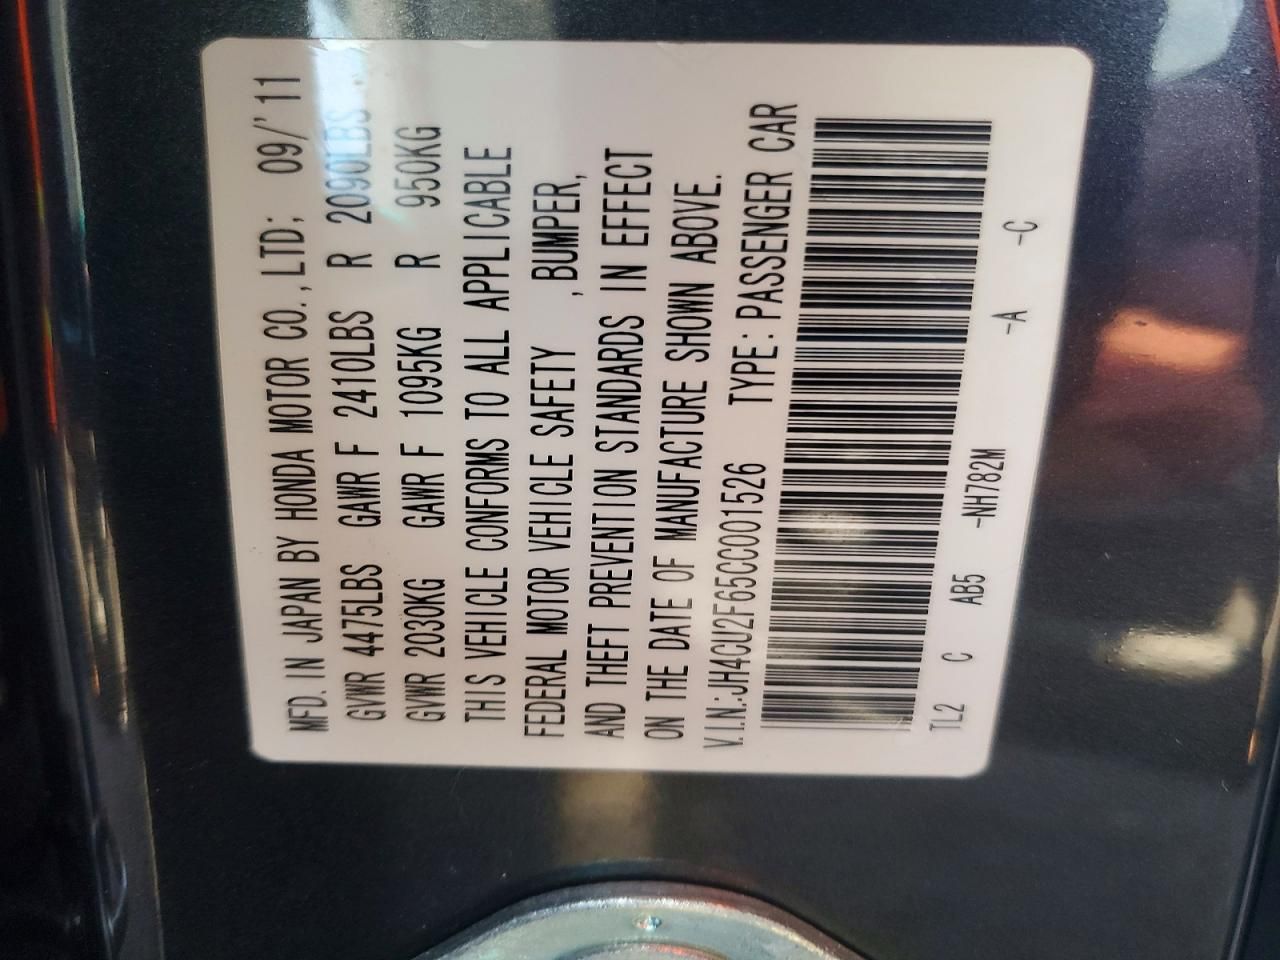 MFD. IN JAPAN BY HONDA MOTOR CO.,LTD; 09/'11
GVWR 4475LBS GAWR F 2410LBS R 2090LBS
GVWR 2030KG GAWR F 1095KG R 950KG
THIS VEHICLE CONFORMS TO ALL APPLICABLE
FEDERAL MOTOR VEHICLE SAFETY ,BUMPER,
AND THEFT PREVENTION STANDARDS IN EFFECT
ON THE DATE OF MANUFACTURE SHOWN ABOVE.
V.I.N.:JH4CU2F65CC001526 TYPE:PASSENGER CAR
TL2 C AB5 -NH782M -A -C